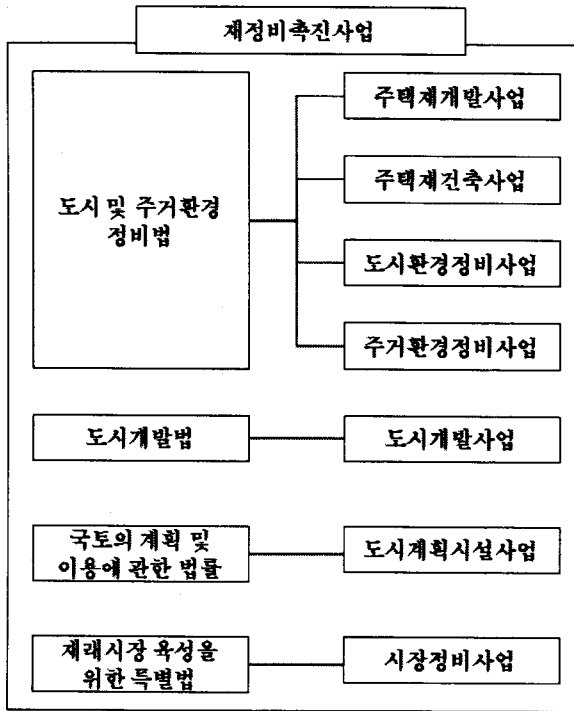 재정비촉진사업
도시 및 주거환경
정비법
주택재개발사업
주택재건축사업
도시환경정비사업
주거환경정비사업
도시개발법
도시개발사업
국토의 계획 및
이용에 관한 법률
도시계획시설사업
재래시장 육성을
위한 특별법
시장정비사업